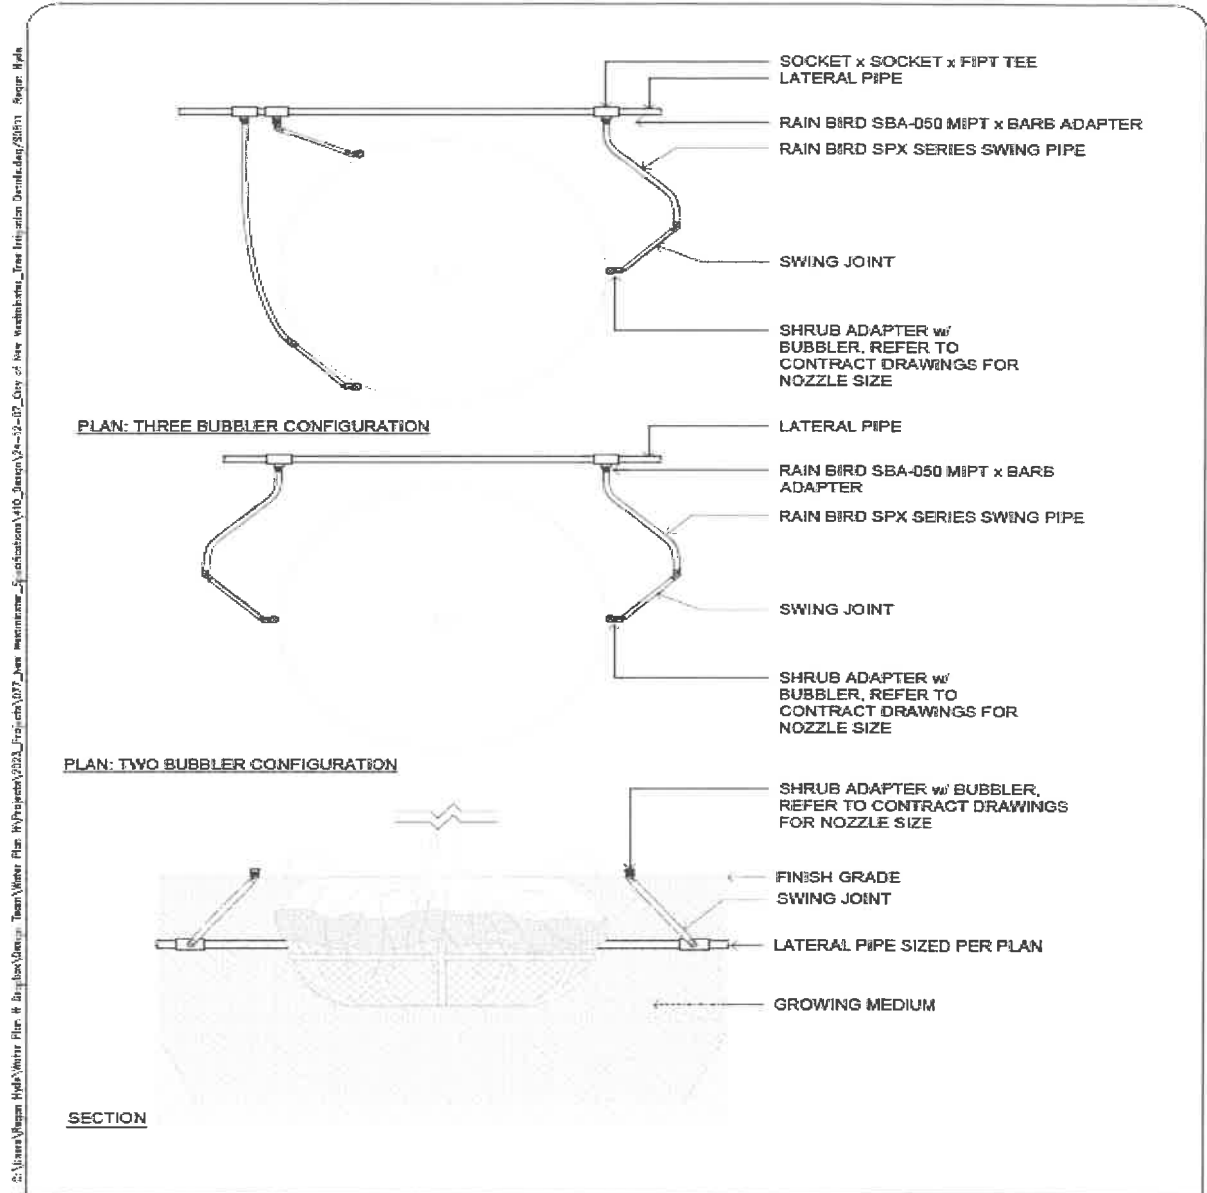 SOCKET x SOCKET x FIPT TEE
LATERAL PIPE
RAIN BIRD SBA-050 MIPT x BARB ADAPTER
RAIN BIRD SPX SERIES SWING PIPE
SWING JOINT
SHRUB ADAPTER w/
BUBBLER, REFER TO
CONTRACT DRAWINGS FOR
NOZZLE SIZE
PLAN: THREE BUBBLER CONFIGURATION
LATERAL PIPE
RAIN BIRD SBA-050 MIPT x BARB
ADAPTER
RAIN BIRD SPX SERIES SWING PIPE
SWING JOINT
SHRUB ADAPTER w/
BUBBLER, REFER TO
CONTRACT DRAWINGS FOR
NOZZLE SIZE
PLAN: TWO BUBBLER CONFIGURATION
SHRUB ADAPTER w/ BUBBLER,
REFER TO CONTRACT DRAWINGS
FOR NOZZLE SIZE
FINISH GRADE
SWING JOINT
LATERAL PIPE SIZED PER PLAN
GROWING MEDIUM
SECTION